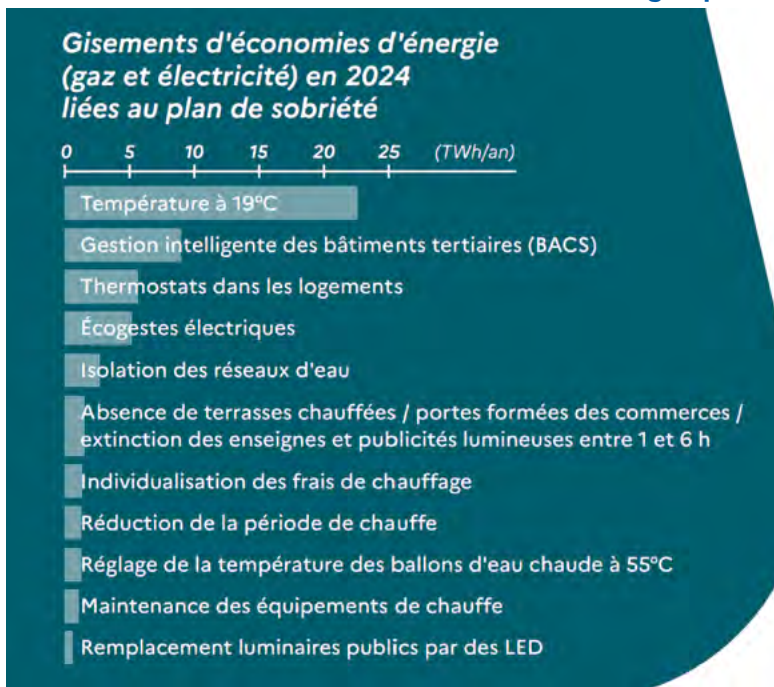 Gisements d'économies d'énergie
(gaz et électricité) en 2024
liées au plan de sobriété
0 5 10 15 20 25 (TWh/an)
Température à 19°C
Gestion intelligente des bâtiments tertiaires (BACS)
Thermostats dans les logements
Écogestes électriques
Isolation des réseaux d'eau
Absence de terrasses chauffées / portes formées des commerces /
extinction des enseignes et publicités lumineuses entre 1 et 6 h
Individualisation des frais de chauffage
Réduction de la période de chauffe
Réglage de la température des ballons d'eau chaude à 55°C
Maintenance des équipements de chauffe
Remplacement luminaires publics par des LED